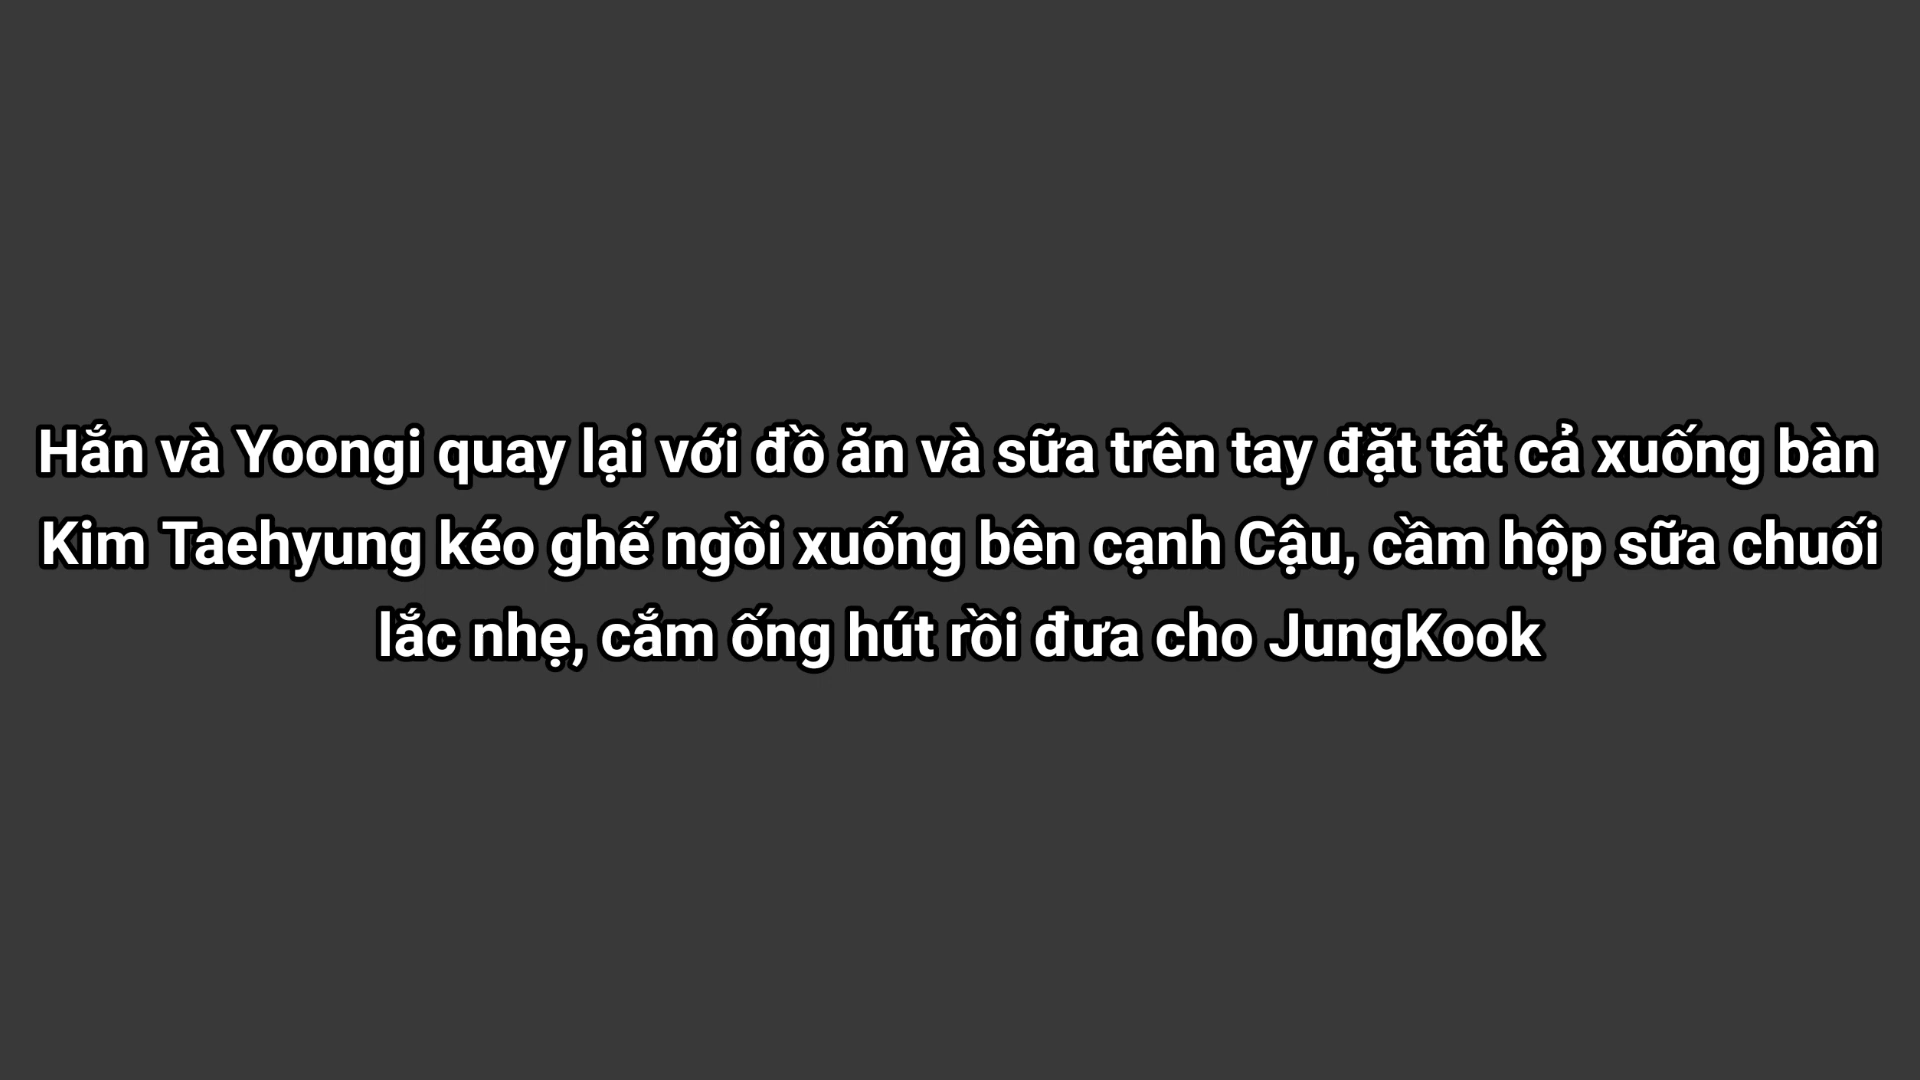 Hắn và Yoongi quay lại với đồ ăn và sữa trên tay đặt tất cả xuống bàn
Kim Taehyung kéo ghế ngồi xuống bên cạnh Cậu, cầm hộp sữa chuối
lắc nhẹ, cắm ống hút rồi đưa cho JungKook